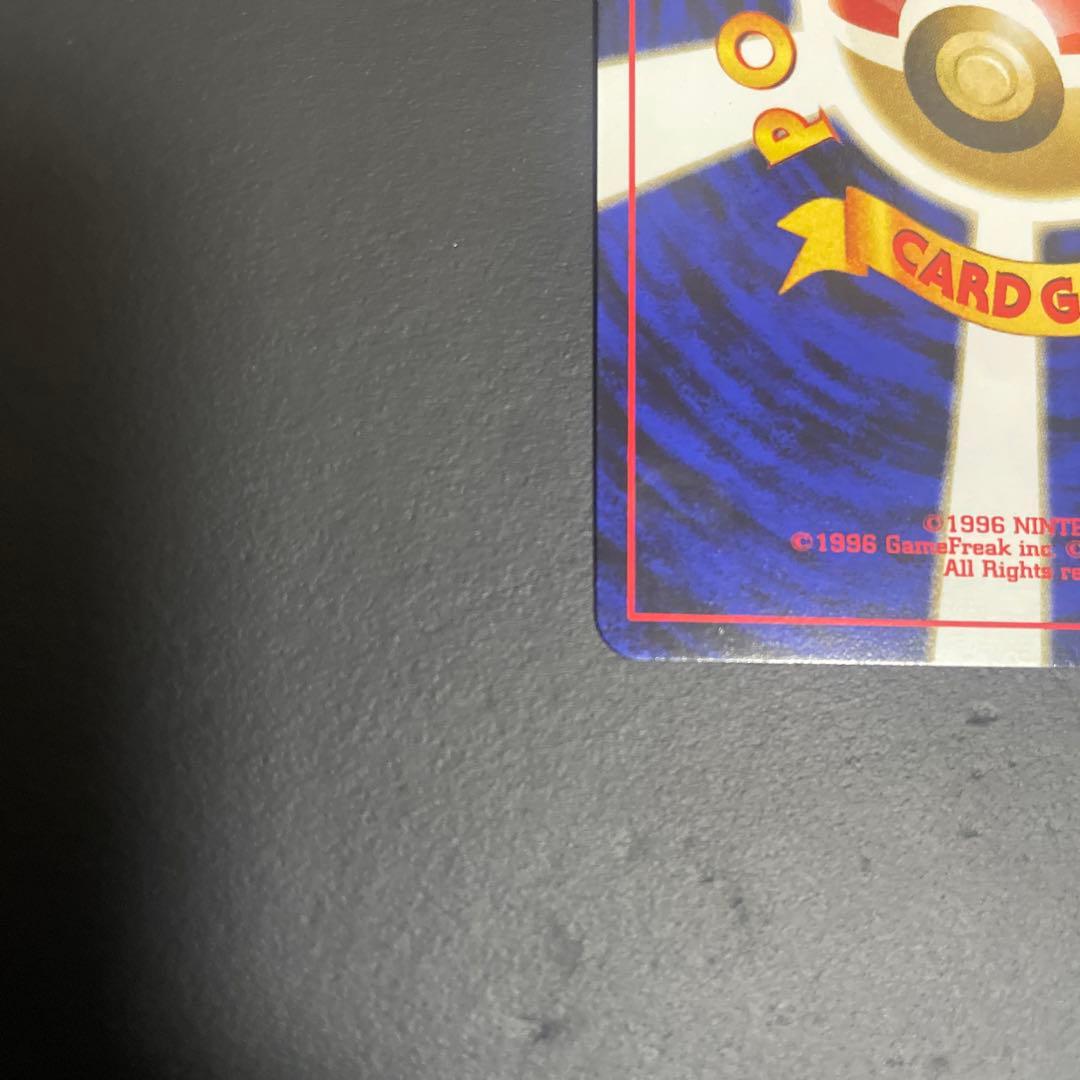 PO
CARD G
©1996 NINTE
©1996 GameFreak inc. ©
All Rights re